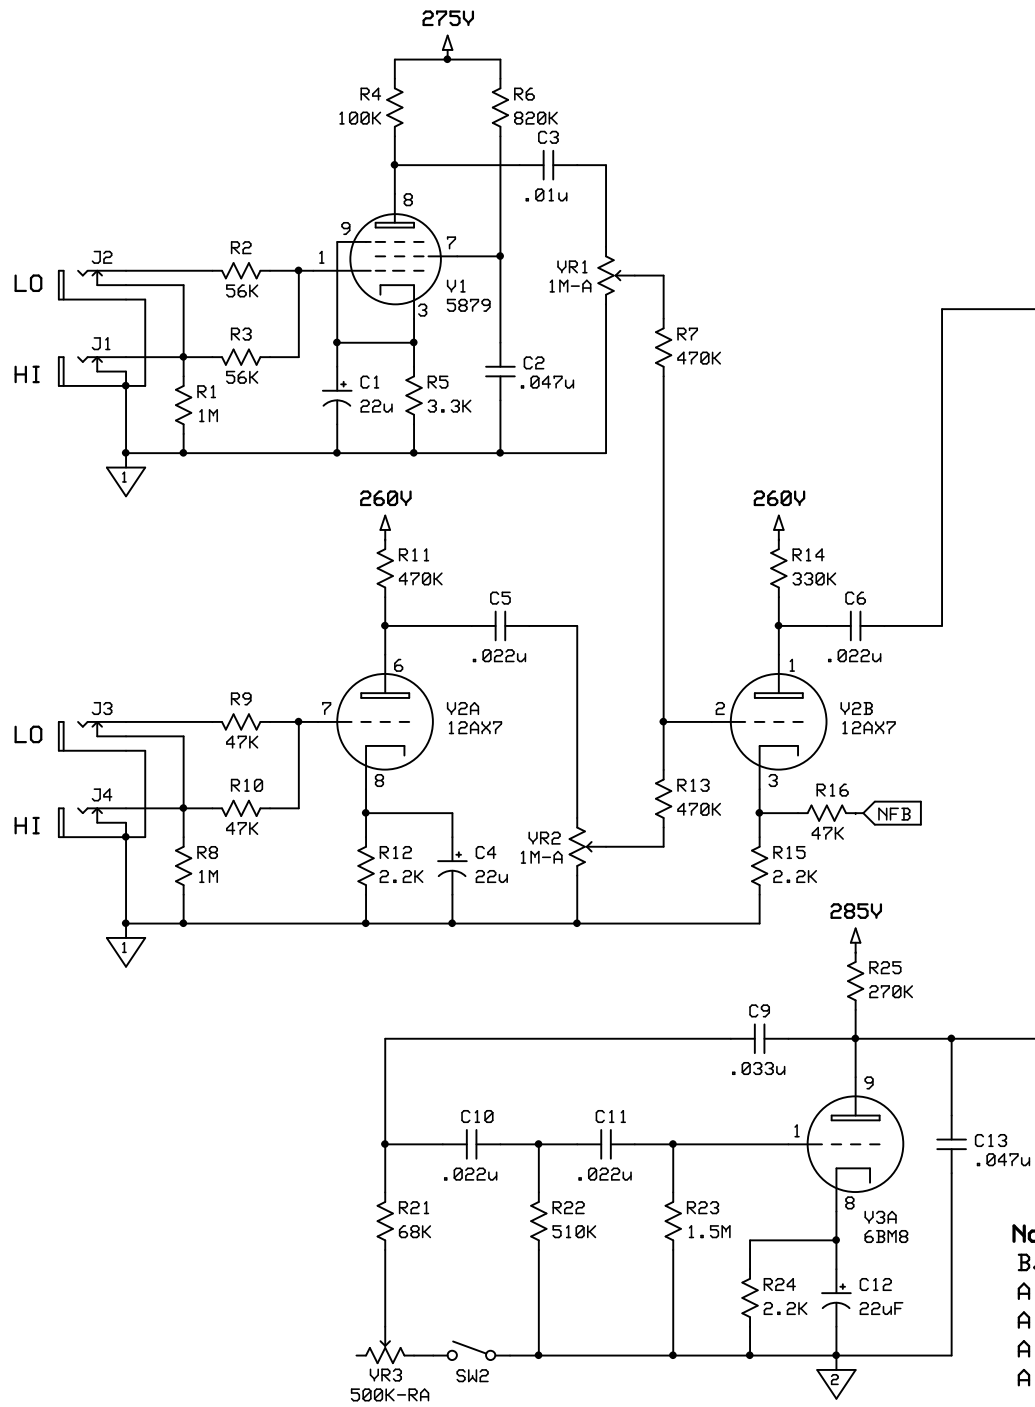 275V
R4
100K
R6
820K
C3
.01u
8
9
7
1
3
V1
5879
J2
LO
R2
56K
J1
HI
R3
56K
R1
1M
C1
+
22u
R5
3.3K
C2
.047u
VR1
1M-A
R7
470K
1
260V
R11
470K
C5
.022u
6
7
8
V2A
12AX7
J3
LO
R9
47K
J4
HI
R10
47K
R8
1M
R12
2.2K
C4
+
22u
VR2
1M-A
R13
470K
1
260V
R14
330K
C6
.022u
1
2
3
V2B
12AX7
R16
47K
NFB
R15
2.2K
285V
R25
270K
C9
.033u
9
1
8
V3A
6BM8
C10
.022u
C11
.022u
C13
.047u
R21
68K
R22
510K
R23
1.5M
R24
2.2K
C12
+
22uF
VR3
500K-RA
SW2
2
A
A
A
A